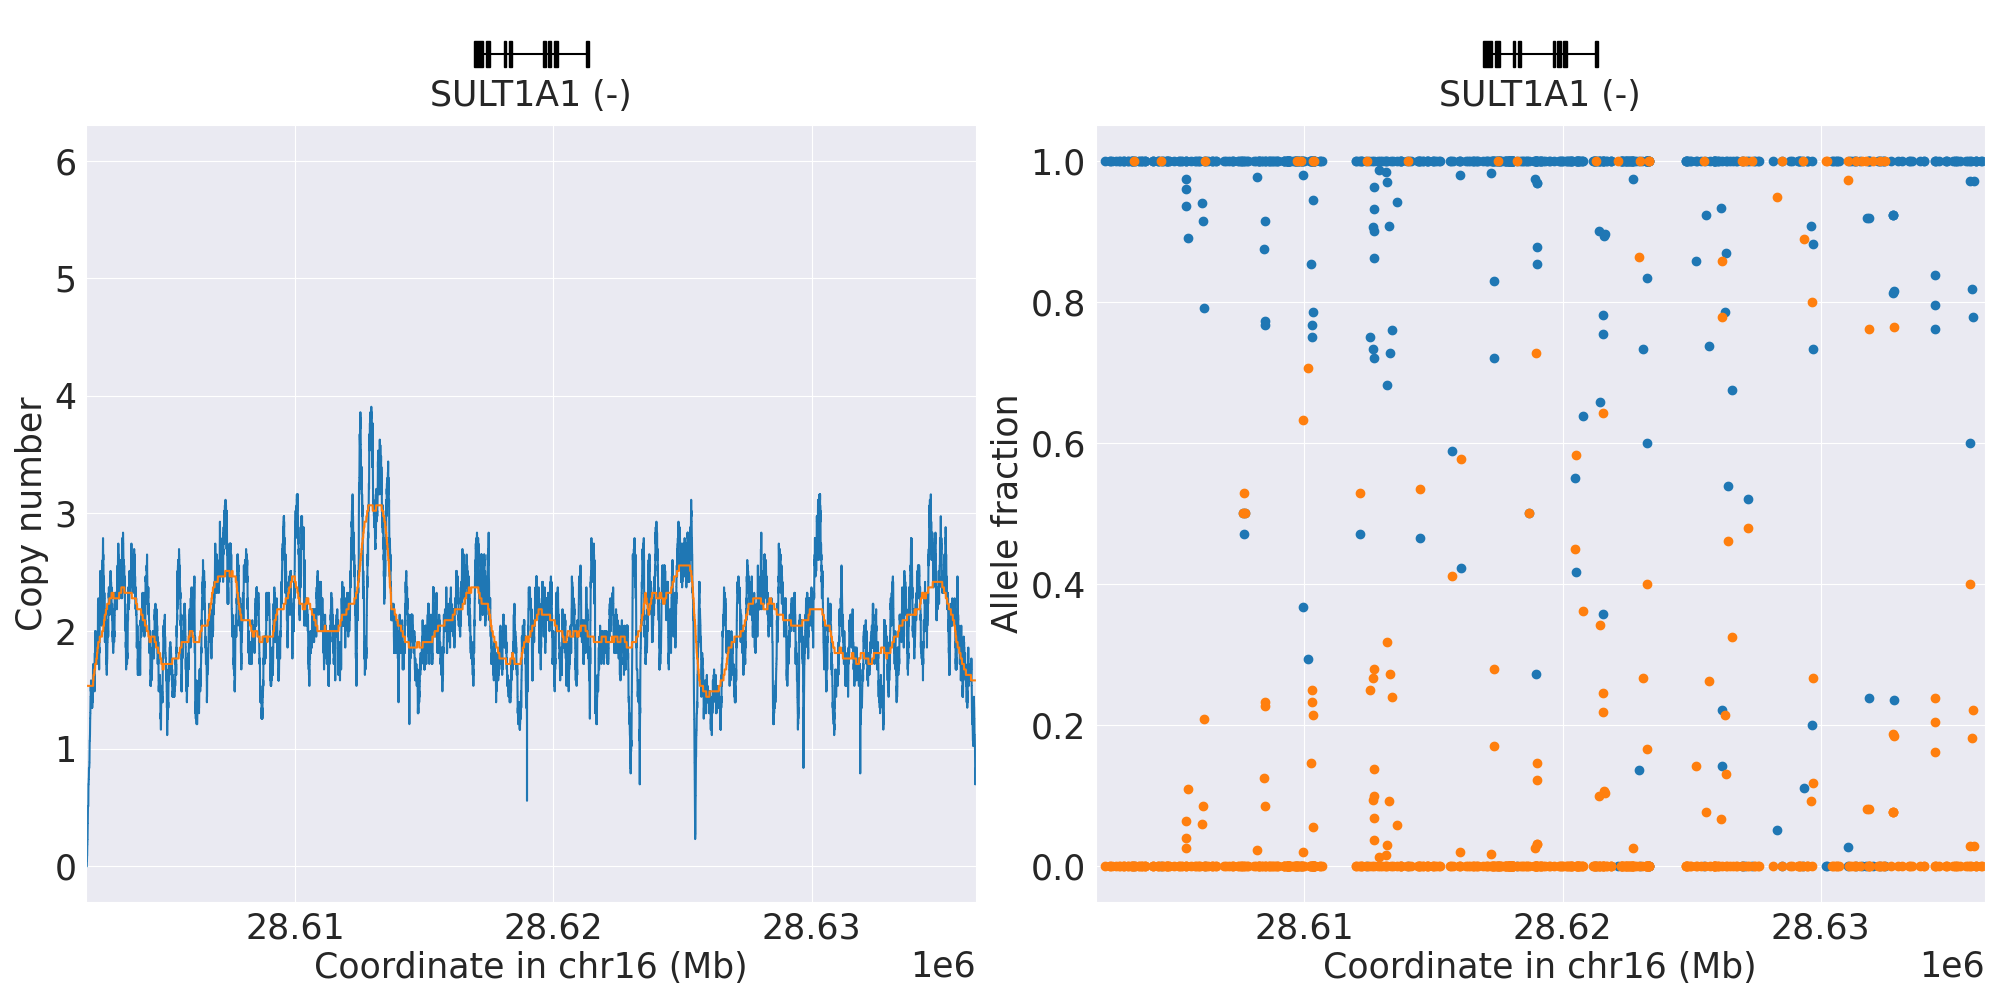 SULT1A1 (-)
6
5
4
3
2
1
0
Copy number
28.61
28.62
28.63
Coordinate in chr16 (Mb)
1e6
SULT1A1 (-)
1.0
0.8
0.6
0.4
0.2
0.0
Allele fraction
28.61
28.62
28.63
Coordinate in chr16 (Mb)
1e6